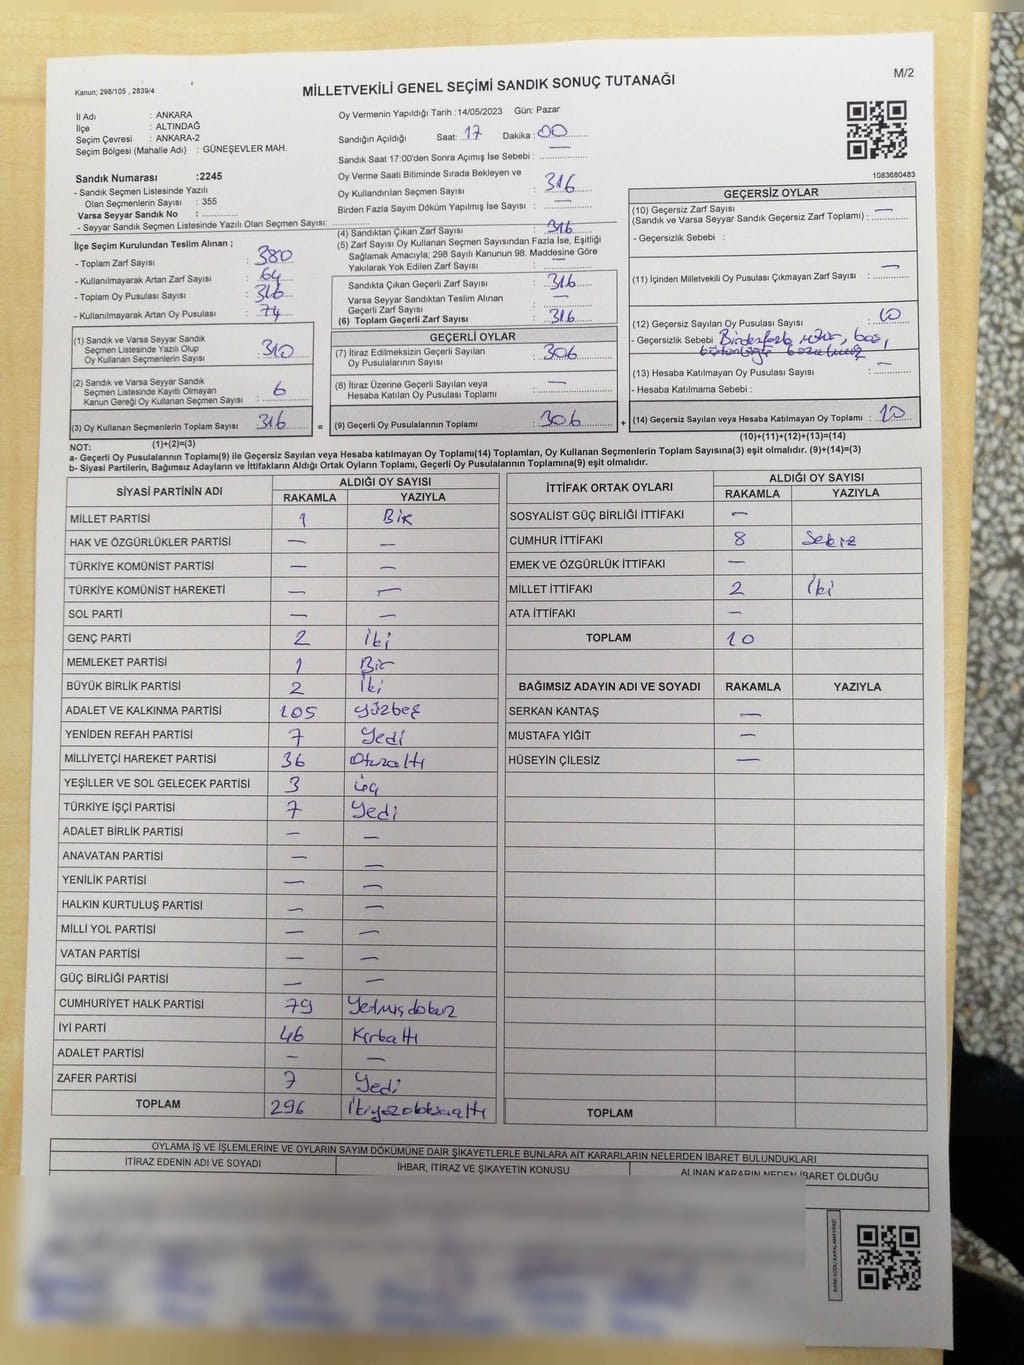 Kanun; 298/105 , 2839/4
MİLLETVEKİLİ GENEL SEÇİMİ SANDIK SONUÇ TUTANAĞI
M/2
İl Adı : ANKARA
İlçe : ALTINDAĞ
Seçim Çevresi : ANKARA-2
Seçim Bölgesi (Mahalle Adı) : GÜNEŞEVLER MAH.
Sandık Numarası :2245
- Sandık Seçmen Listesinde Yazılı
Olan Seçmenlerin Sayısı : 355
Varsa Seyyar Sandık No :
- Seyyar Sandık Seçmen Listesinde Yazılı Olan Seçmen Sayısı:
Oy Vermenin Yapıldığı Tarih :14/05/2023 Gün: Pazar
Sandığın Açıldığı Saat: 17 Dakika : 00
Sandık Saat 17:00'den Sonra Açımış İse Sebebi : —
Oy Verme Saati Bitiminde Sırada Bekleyen ve
Oy Kullandırılan Seçmen Sayısı : 316
Birden Fazla Sayım Döküm Yapılmış İse Sayısı : —
1083680483
İlçe Seçim Kurulundan Teslim Alınan ;
- Toplam Zarf Sayısı : 380
- Kullanılmayarak Artan Zarf Sayısı : 64
- Toplam Oy Pusulası Sayısı : 316
- Kullanılmayarak Artan Oy Pusulası : 74
(1) Sandık ve Varsa Seyyar Sandık
Seçmen Listesinde Yazılı Olup
Oy Kullanan Seçmenlerin Sayısı : 310
(2) Sandık ve Varsa Seyyar Sandık
Seçmen Listesinde Kayıtlı Olmayan
Kanun Gereği Oy Kullanan Seçmen Sayısı : 6
(3) Oy Kullanan Seçmenlerin Toplam Sayısı : 316 =
(1)+(2)=(3)
(4) Sandıktan Çıkan Zarf Sayısı : 316
(5) Zarf Sayısı Oy Kullanan Seçmen Sayısından Fazla İse, Eşitliği
Sağlamak Amacıyla; 298 Sayılı Kanunun 98. Maddesine Göre
Yakılarak Yok Edilen Zarf Sayısı : —
Sandıkta Çıkan Geçerli Zarf Sayısı : 316
Varsa Seyyar Sandıktan Teslim Alınan
Geçerli Zarf Sayısı : —
(6) Toplam Geçerli Zarf Sayısı : 316
GEÇERLİ OYLAR
(7) İtiraz Edilmeksizin Geçerli Sayılan
Oy Pusulalarının Sayısı : 306
(8) İtiraz Üzerine Geçerli Sayılan veya
Hesaba Katılan Oy Pusulası Toplamı : —
(9) Geçerli Oy Pusulalarının Toplamı : 306 +
GEÇERSİZ OYLAR
(10) Geçersiz Zarf Sayısı
(Sandık ve Varsa Seyyar Sandık Geçersiz Zarf Toplamı) : —
- Geçersizlik Sebebi :
(11) İçinden Milletvekili Oy Pusulası Çıkmayan Zarf Sayısı : —
(12) Geçersiz Sayılan Oy Pusulası Sayısı : 10
- Geçersizlik Sebebi Birden fazla mühür, boş,
bütünlüğü bozulmuş
(13) Hesaba Katılmayan Oy Pusulası Sayısı : —
- Hesaba Katılmama Sebebi :
(14) Geçersiz Sayılan veya Hesaba Katılmayan Oy Toplamı : 10
(10)+(11)+(12)+(13)=(14)
NOT:
a- Geçerli Oy Pusulalarının Toplamı(9) ile Geçersiz Sayılan veya Hesaba katılmayan Oy Toplamı(14) Toplamları, Oy Kullanan Seçmenlerin Toplam Sayısına(3) eşit olmalıdır. (9)+(14)=(3)
b- Siyasi Partilerin, Bağımsız Adayların ve İttifakların Aldığı Ortak Oyların Toplamı, Geçerli Oy Pusulalarının Toplamına(9) eşit olmalıdır.
SİYASİ PARTİNİN ADI ALDIĞI OY SAYISI
RAKAMLA YAZIYLA
MİLLET PARTİSİ 1 Bir
HAK VE ÖZGÜRLÜKLER PARTİSİ — —
TÜRKİYE KOMÜNİST PARTİSİ — —
TÜRKİYE KOMÜNİST HAREKETİ — —
SOL PARTİ — —
GENÇ PARTİ 2 İki
MEMLEKET PARTİSİ 1 Bir
BÜYÜK BİRLİK PARTİSİ 2 İki
ADALET VE KALKINMA PARTİSİ 105 Yüzbeş
YENİDEN REFAH PARTİSİ 7 Yedi
MİLLİYETÇİ HAREKET PARTİSİ 36 Otuzaltı
YEŞİLLER VE SOL GELECEK PARTİSİ 3 üç
TÜRKİYE İŞÇİ PARTİSİ 7 Yedi
ADALET BİRLİK PARTİSİ — —
ANAVATAN PARTİSİ — —
YENİLİK PARTİSİ — —
HALKIN KURTULUŞ PARTİSİ — —
MİLLİ YOL PARTİSİ — —
VATAN PARTİSİ — —
GÜÇ BİRLİĞİ PARTİSİ — —
CUMHURİYET HALK PARTİSİ 79 Yetmişdokuz
İYİ PARTİ 46 Kırkaltı
ADALET PARTİSİ — —
ZAFER PARTİSİ 7 Yedi
TOPLAM 296 İkiyüzdoksanaltı
İTTİFAK ORTAK OYLARI ALDIĞI OY SAYISI
RAKAMLA YAZIYLA
SOSYALİST GÜÇ BİRLİĞİ İTTİFAKI —
CUMHUR İTTİFAKI 8 Sekiz
EMEK VE ÖZGÜRLÜK İTTİFAKI —
MİLLET İTTİFAKI 2 İki
ATA İTTİFAKI —
TOPLAM 10
BAĞIMSIZ ADAYIN ADI VE SOYADI RAKAMLA YAZIYLA
SERKAN KANTAŞ —
MUSTAFA YİĞİT —
HÜSEYİN ÇİLESİZ —
TOPLAM
OYLAMA İŞ VE İŞLEMLERİNE VE OYLARIN SAYIM DÖKÜMÜNE DAİR ŞİKAYETLERLE BUNLARA AİT KARARLARIN NELERDEN İBARET BULUNDUKLARI
İTİRAZ EDENİN ADI VE SOYADI İHBAR, İTİRAZ VE ŞİKAYETİN KONUSU ALINAN KARARIN NEDEN İBARET OLDUĞU
KARE KODU KARALAMAYINIZ!